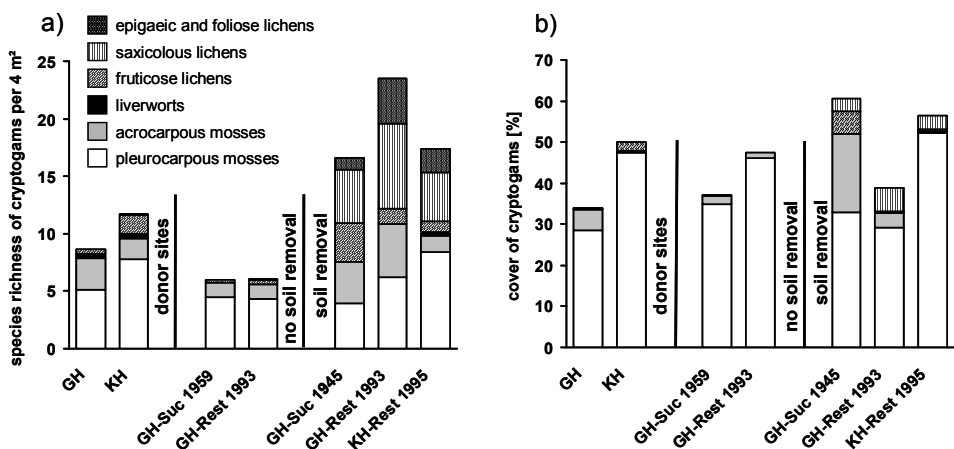 a)
epigaeic and foliose lichens
saxicolous lichens
fruticose lichens
liverworts
acrocarpous mosses
pleurocarpous mosses
species richness of cryptogams per 4 m²
25
20
15
10
5
0
donor sites
no soil removal
soil removal
GH
KH
GH-Suc 1959
GH-Rest 1993
GH-Suc 1945
GH-Rest 1993
KH-Rest 1995
b)
cover of cryptogams [%]
70
60
50
40
30
20
10
0
donor sites
no soil removal
soil removal
GH
KH
GH-Suc 1959
GH-Rest 1993
GH-Suc 1945
GH-Rest 1993
KH-Rest 1995